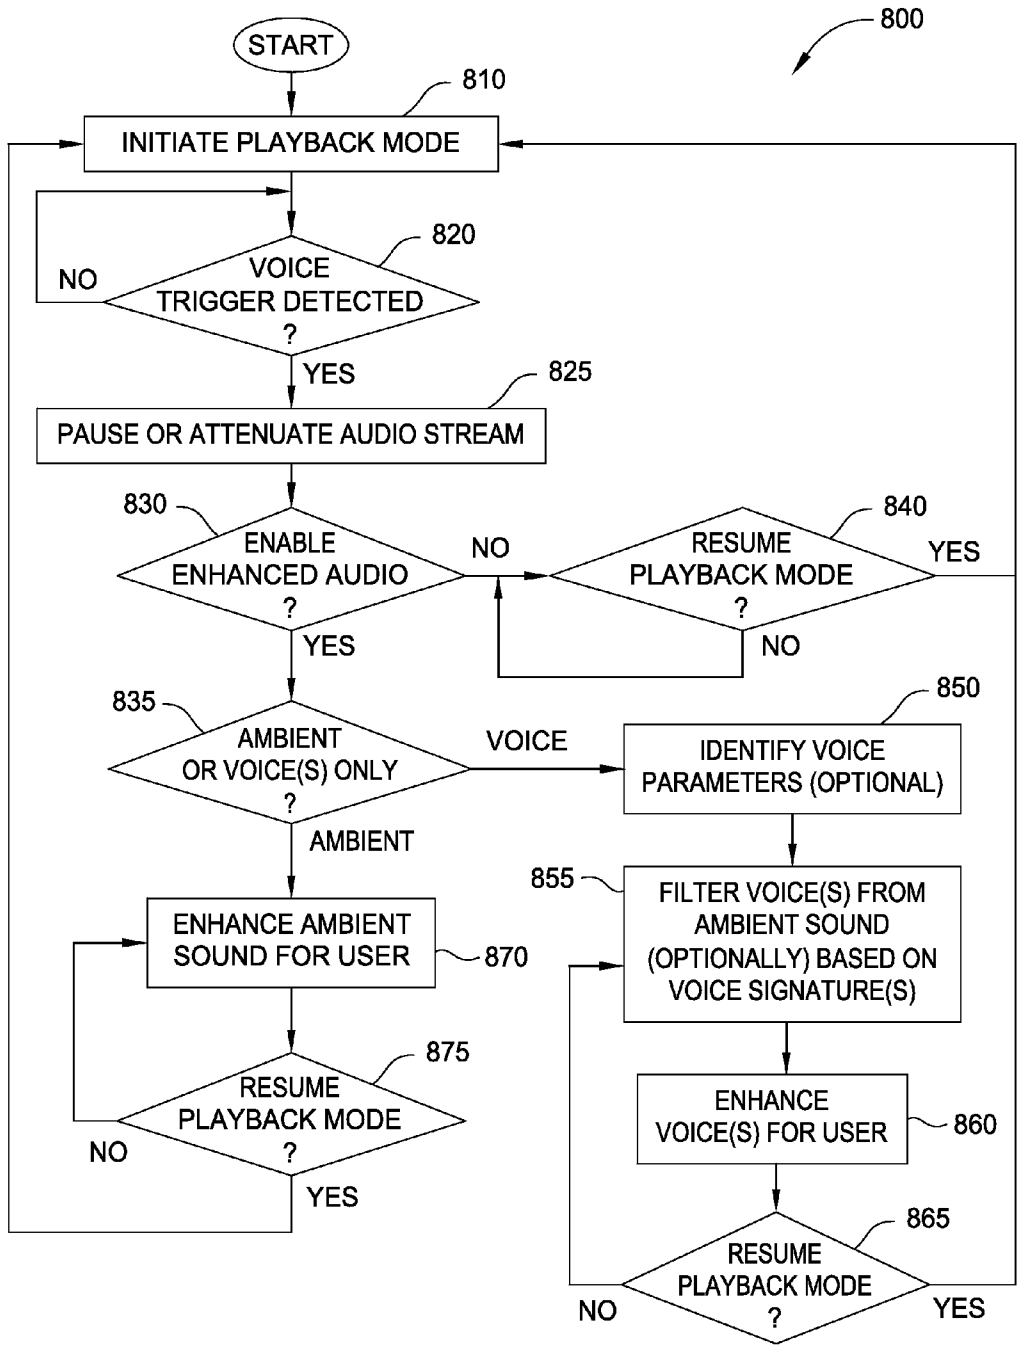 800
START
810
INITIATE PLAYBACK MODE
820
VOICE
TRIGGER DETECTED
?
NO
YES
825
PAUSE OR ATTENUATE AUDIO STREAM
830
ENABLE
ENHANCED AUDIO
?
NO
YES
840
RESUME
PLAYBACK MODE
?
YES
NO
835
AMBIENT
OR VOICE(S) ONLY
?
VOICE
AMBIENT
850
IDENTIFY VOICE
PARAMETERS (OPTIONAL)
855
FILTER VOICE(S) FROM
AMBIENT SOUND
(OPTIONALLY) BASED ON
VOICE SIGNATURE(S)
ENHANCE AMBIENT
SOUND FOR USER
870
875
RESUME
PLAYBACK MODE
?
NO
YES
ENHANCE
VOICE(S) FOR USER
860
865
RESUME
PLAYBACK MODE
?
NO
YES